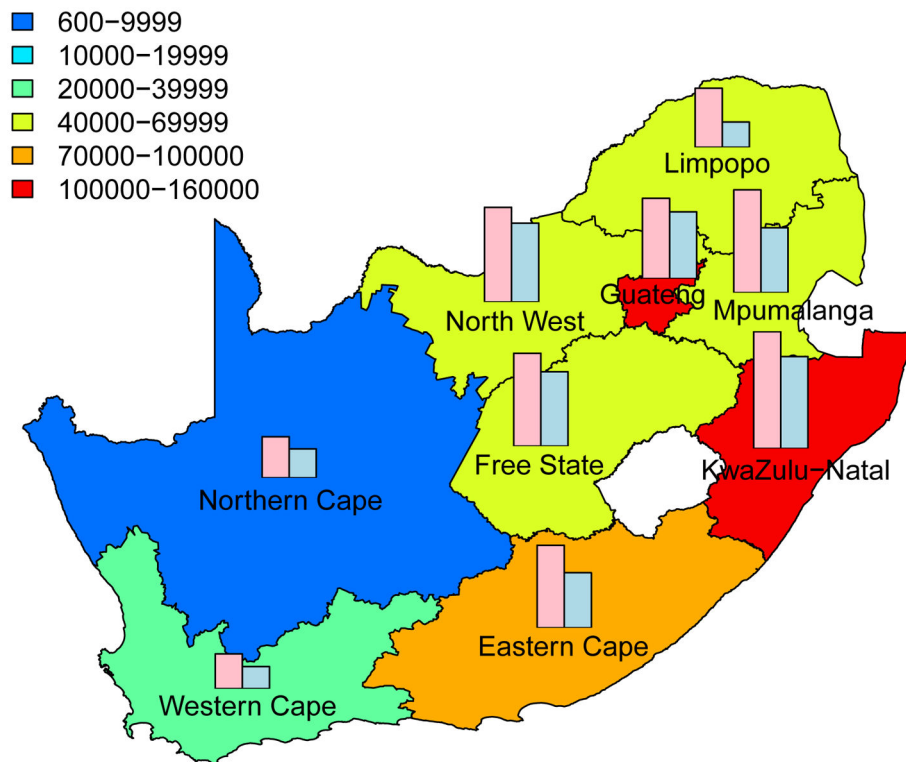 600−9999
10000−19999
20000−39999
40000−69999
70000−100000
100000−160000
Limpopo
Guateng
Mpumalanga
North West
Free State
KwaZulu−Natal
Northern Cape
Eastern Cape
Western Cape